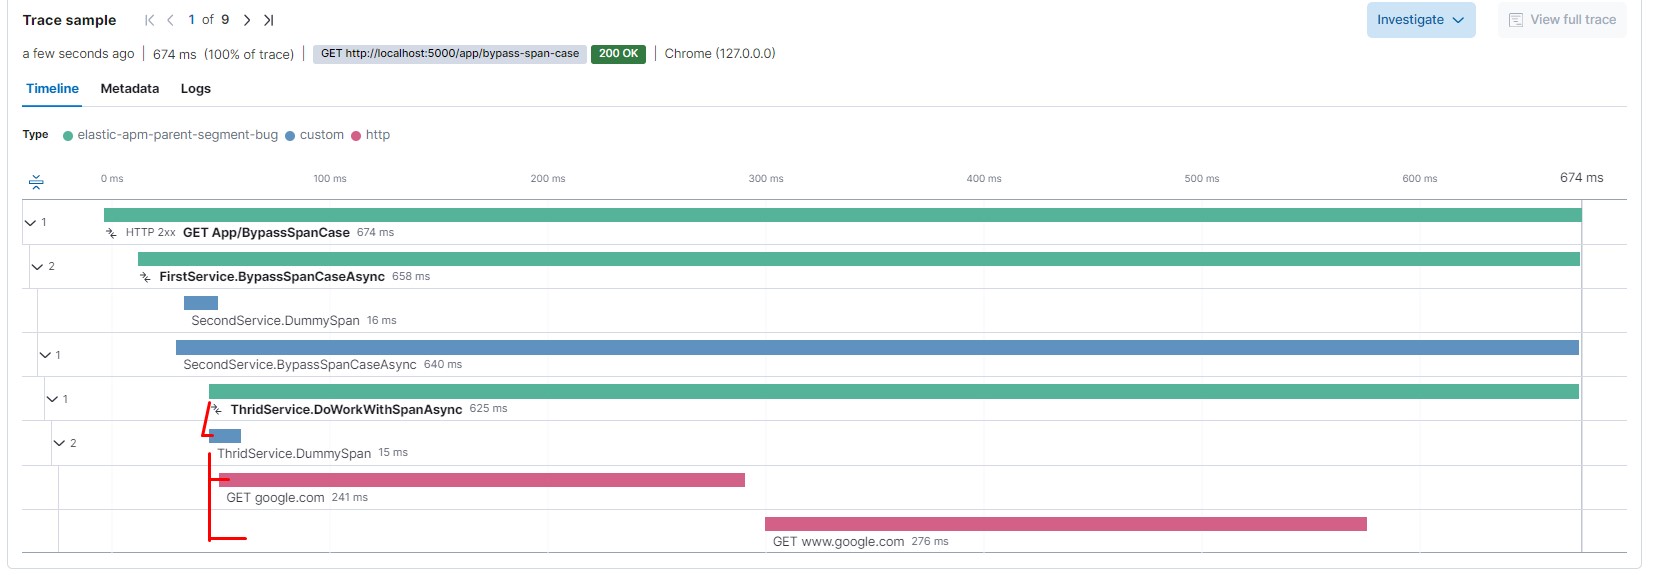 Trace sample 1 of 9 Investigate View full trace
a few seconds ago 674 ms (100% of trace) GET http://localhost:5000/app/bypass-span-case 200 OK Chrome (127.0.0.0)
Timeline Metadata Logs
Type elastic-apm-parent-segment-bug custom http
0 ms 100 ms 200 ms 300 ms 400 ms 500 ms 600 ms 674 ms
1
HTTP 2xx GET App/BypassSpanCase 674 ms
2
FirstService.BypassSpanCaseAsync 658 ms
SecondService.DummySpan 16 ms
1
SecondService.BypassSpanCaseAsync 640 ms
1
ThridService.DoWorkWithSpanAsync 625 ms
2
ThridService.DummySpan 15 ms
GET google.com 241 ms
GET www.google.com 276 ms